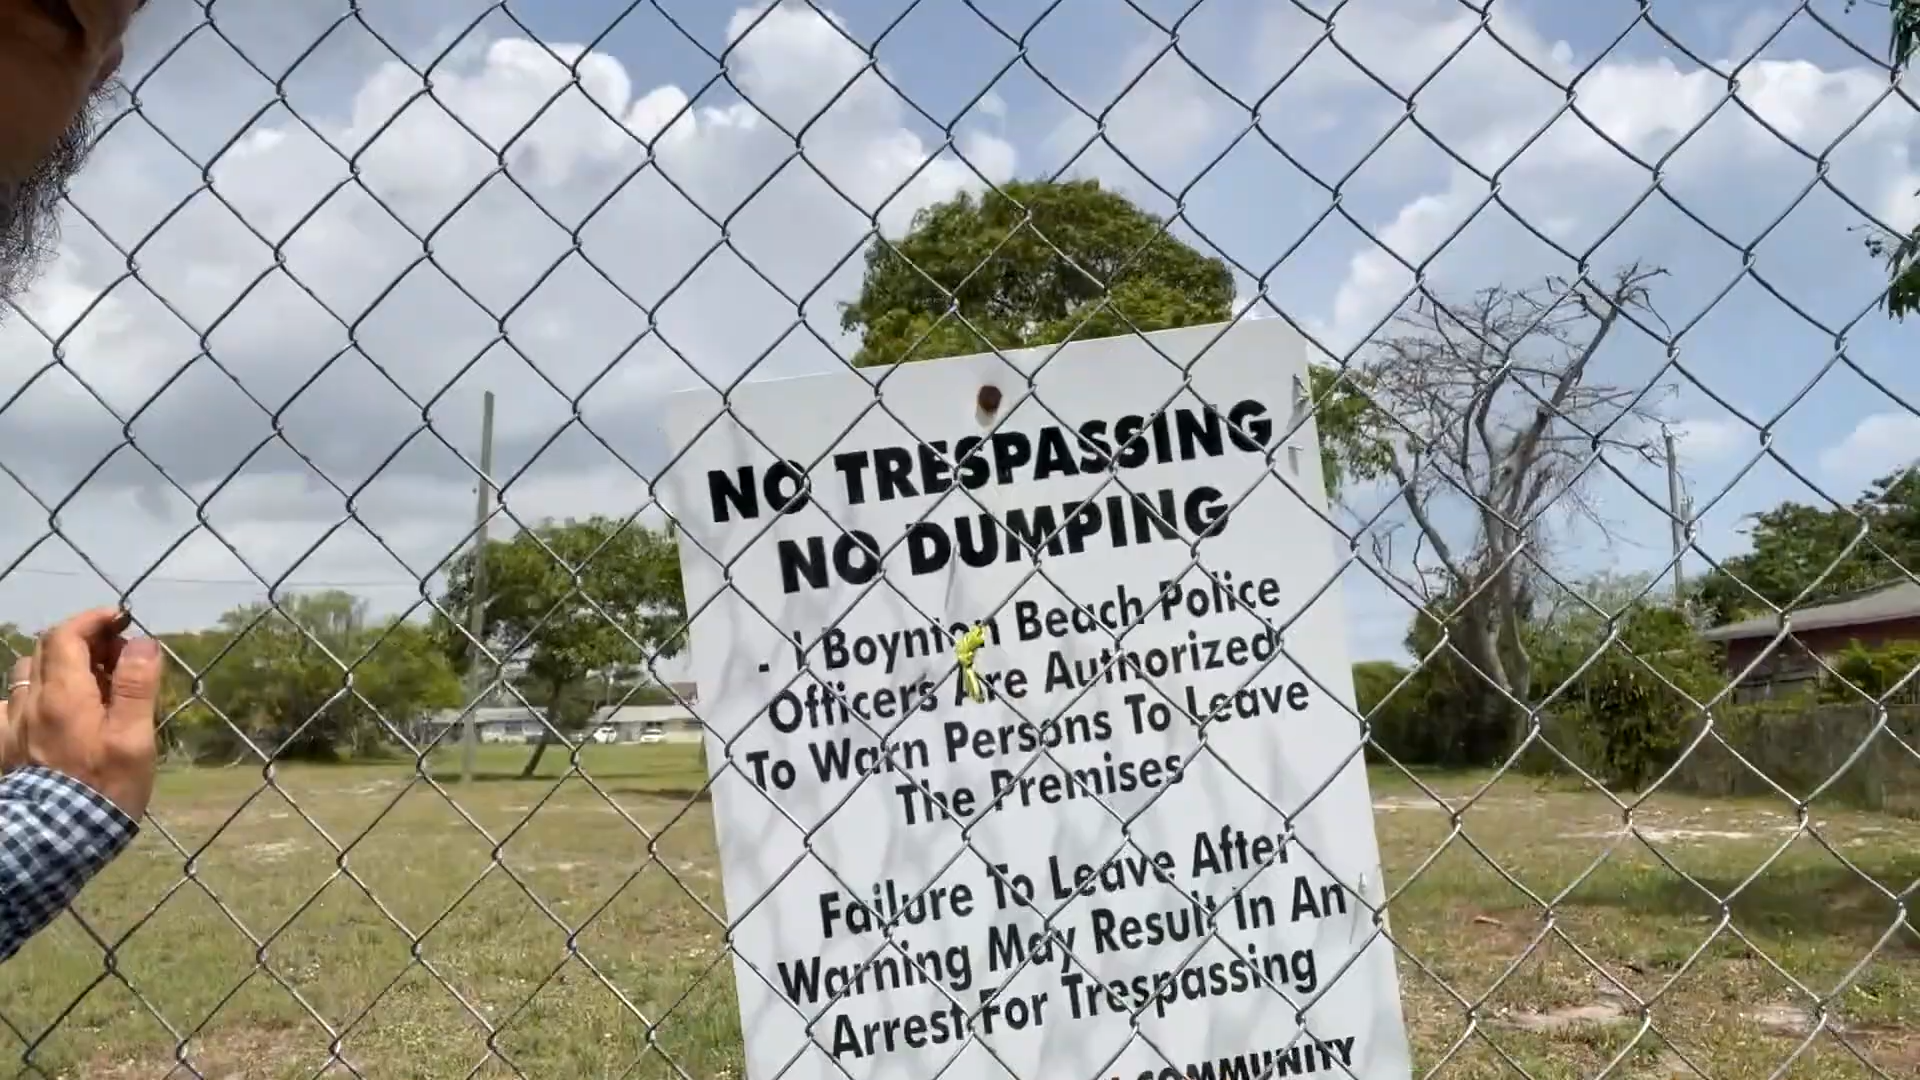 NO TRESPASSING
NO DUMPING
Boynton Beach Police
Officers Are Authorized
To Warn Persons To Leave
The Premises
Failure To Leave After
Warning May Result In An
Arrest For Trespassing
COMMUNITY